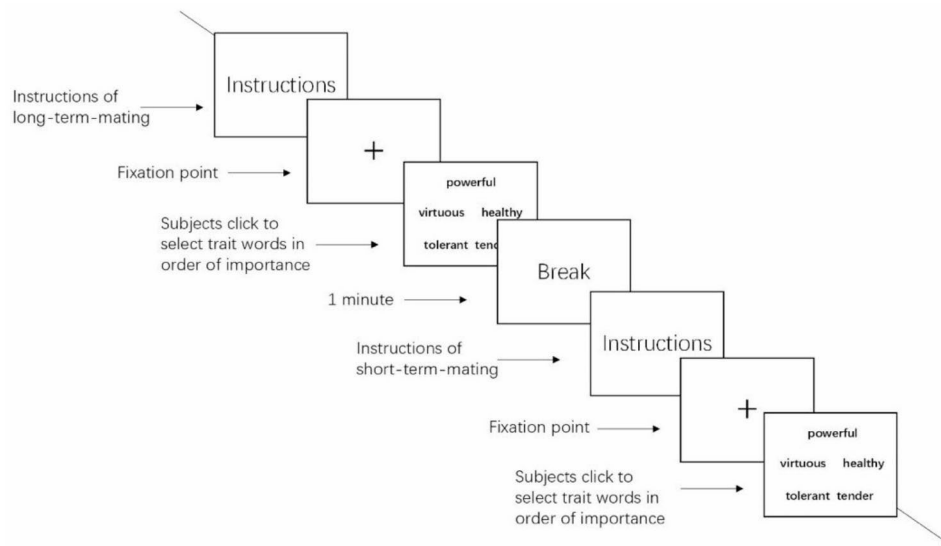 Instructions
Instructions of
long-term-mating
+
Fixation point
powerful
virtuous healthy
tolerant tend
Subjects click to
select trait words in
order of importance
Break
1 minute
Instructions
Instructions of
short-term-mating
+
Fixation point
powerful
virtuous healthy
tolerant tender
Subjects click to
select trait words in
order of importance